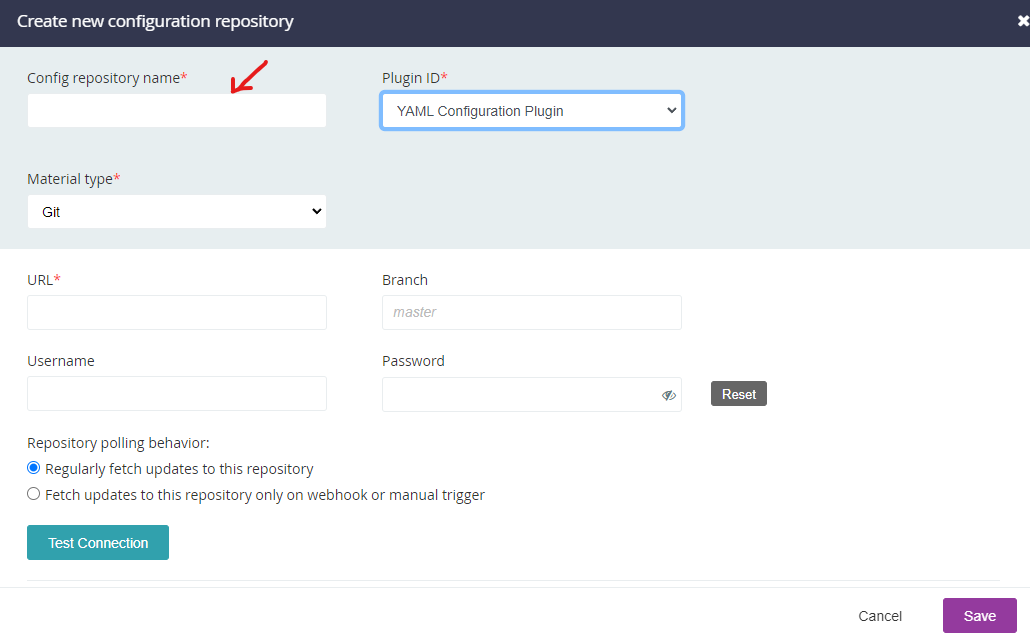 Create new configuration repository
Config repository name*
Plugin ID*
YAML Configuration Plugin
Material type*
Git
URL*
Branch
master
Username
Password
Reset
Repository polling behavior:
Regularly fetch updates to this repository
Fetch updates to this repository only on webhook or manual trigger
Test Connection
Cancel
Save